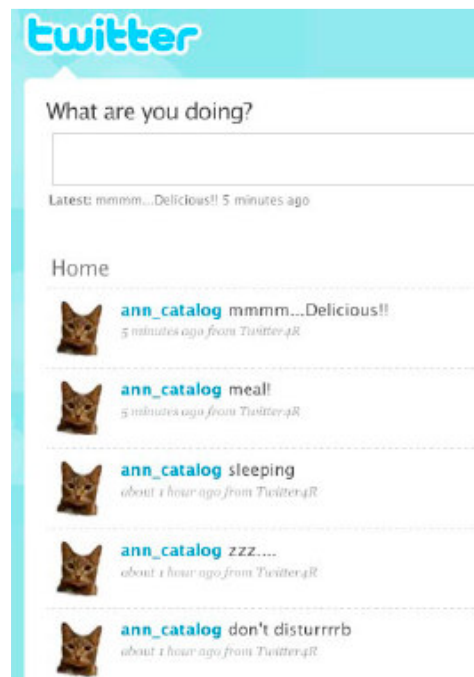 twitter
What are you doing?
Latest: mmmm...Delicious!! 5 minutes ago
Home
ann_catalog mmmm...Delicious!!
5 minutes ago from Twitter4R
ann_catalog meal!
5 minutes ago from Twitter4R
ann_catalog sleeping
about 1 hour ago from Twitter4R
ann_catalog zzz....
about 1 hour ago from Twitter4R
ann_catalog don't disturrrrb
about 1 hour ago from Twitter4R